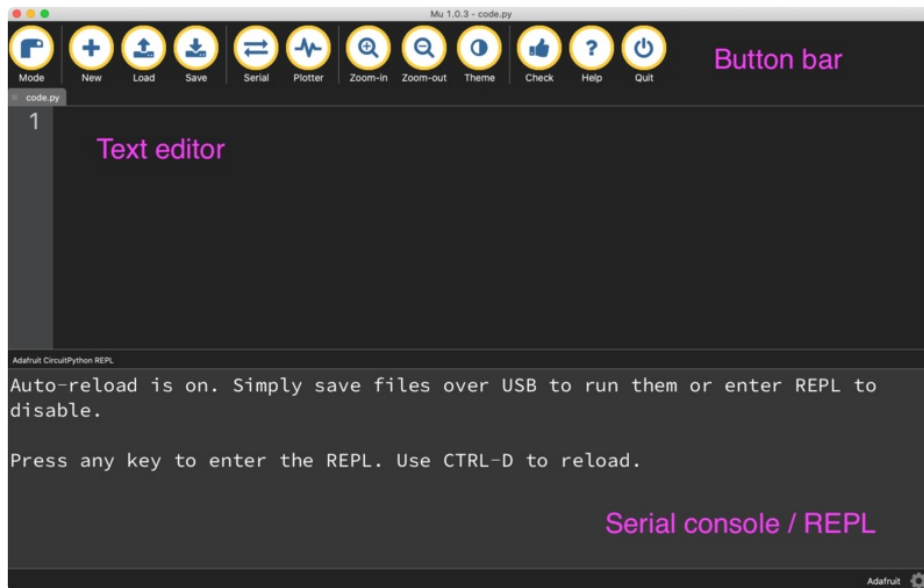 Mu 1.0.3 - code.py
Mode New Load Save Serial Plotter Zoom-in Zoom-out Theme Check Help Quit
Button bar
code.py
1
Text editor
Adafruit CircuitPython REPL
Auto-reload is on. Simply save files over USB to run them or enter REPL to
disable.
Press any key to enter the REPL. Use CTRL-D to reload.
Serial console / REPL
Adafruit